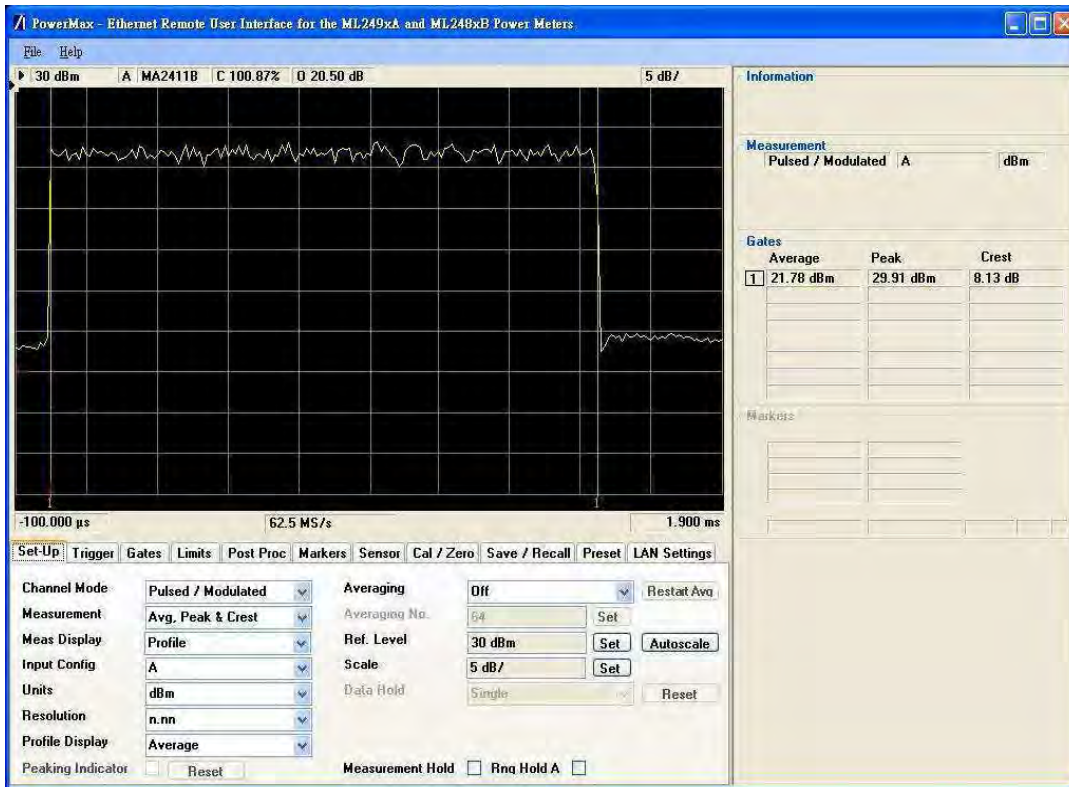 PowerMax - Ethernet Remote User Interface for the ML249xA and ML248xB Power Meters
File Help
30 dBm A MA2411B C 100.87% O 20.50 dB 5 dB/
1 1
-100.000 µs 62.5 MS/s 1.900 ms
Information
Measurement
Pulsed / Modulated A dBm
Gates
Average Peak Crest
1 21.78 dBm 29.91 dBm 8.13 dB
Markers
Set-Up Trigger Gates Limits Post Proc Markers Sensor Cal / Zero Save / Recall Preset LAN Settings
Channel Mode Pulsed / Modulated Averaging Off Restart Avg
Measurement Avg, Peak & Crest Averaging No. 64 Set
Meas Display Profile Ref. Level 30 dBm Set Autoscale
Input Config A Scale 5 dB/ Set
Units dBm Data Hold Single Reset
Resolution n.nn
Profile Display Average
Peaking Indicator Reset Measurement Hold Rng Hold A